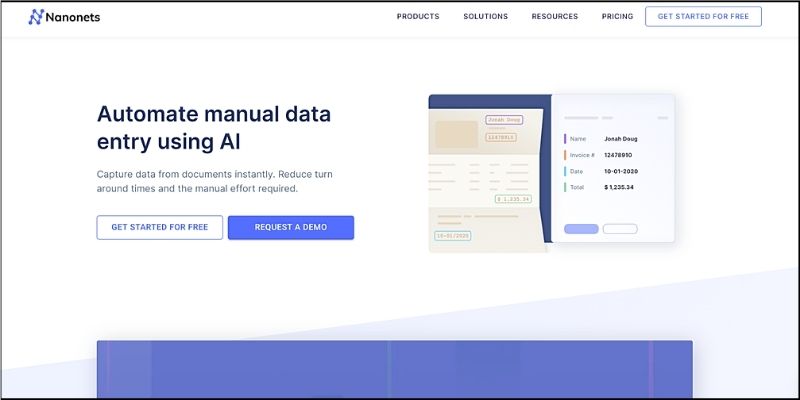 Nanonets
PRODUCTS SOLUTIONS RESOURCES PRICING GET STARTED FOR FREE
Automate manual data
entry using AI
Capture data from documents instantly. Reduce turn
around times and the manual effort required.
GET STARTED FOR FREE REQUEST A DEMO
Jonah Doug
12478910
$ 1,235.34
10-01/2020
Name Jonah Doug
Invoice # 12478910
Date 10-01-2020
Total $ 1,235.34